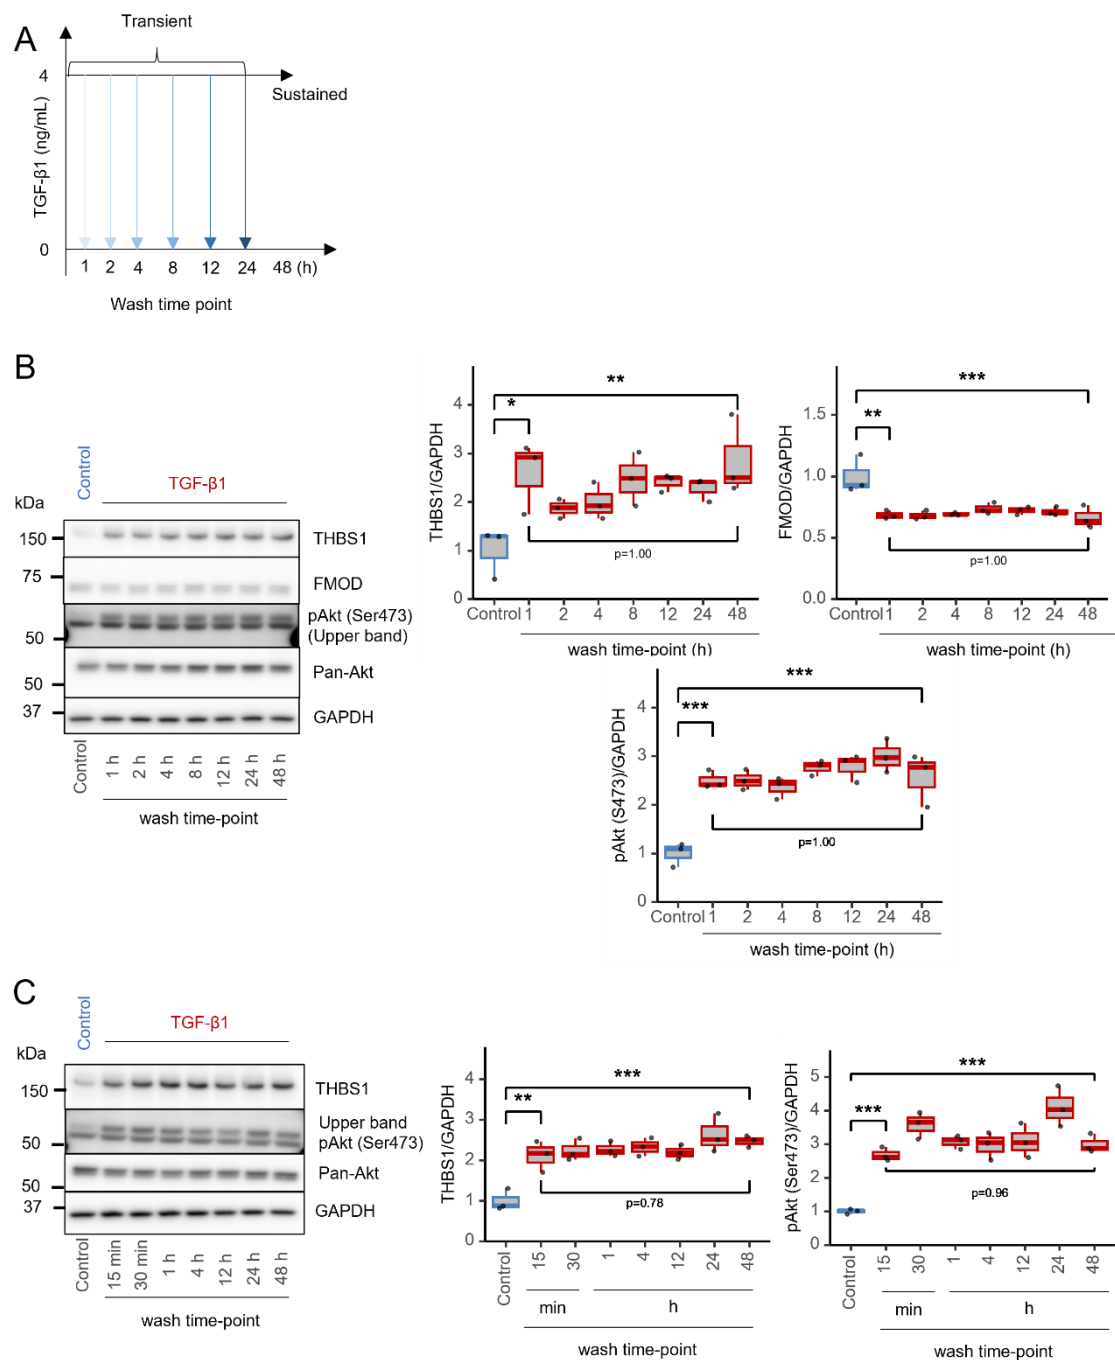 A
Transient
4
Sustained
TGF-β1 (ng/mL)
0
1 2 4 8 12 24 48 (h)
Wash time point
B
Control
TGF-β1
kDa
150
THBS1
75
FMOD
pAkt (Ser473)
(Upper band)
50
Pan-Akt
50
37
GAPDH
Control 1 h 2 h 4 h 8 h 12 h 24 h 48 h
wash time-point
THBS1/GAPDH
4
3
2
1
0
**
*
p=1.00
Control 1 2 4 8 12 24 48
wash time-point (h)
FMOD/GAPDH
1.5
1.0
0.5
0.0
***
**
p=1.00
Control 1 2 4 8 12 24 48
wash time-point (h)
pAkt (S473)/GAPDH
4
3
2
1
0
***
***
p=1.00
Control 1 2 4 8 12 24 48
wash time-point (h)
C
Control
TGF-β1
kDa
150
THBS1
Upper band
pAkt (Ser473)
50
Pan-Akt
50
37
GAPDH
Control 15 min 30 min 1 h 4 h 12 h 24 h 48 h
wash time-point
THBS1/GAPDH
4
3
2
1
0
***
**
p=0.78
Control 15 30 1 4 12 24 48
min h
wash time-point
pAkt (Ser473)/GAPDH
5
4
3
2
1
0
***
***
p=0.96
Control 15 30 1 4 12 24 48
min h
wash time-point